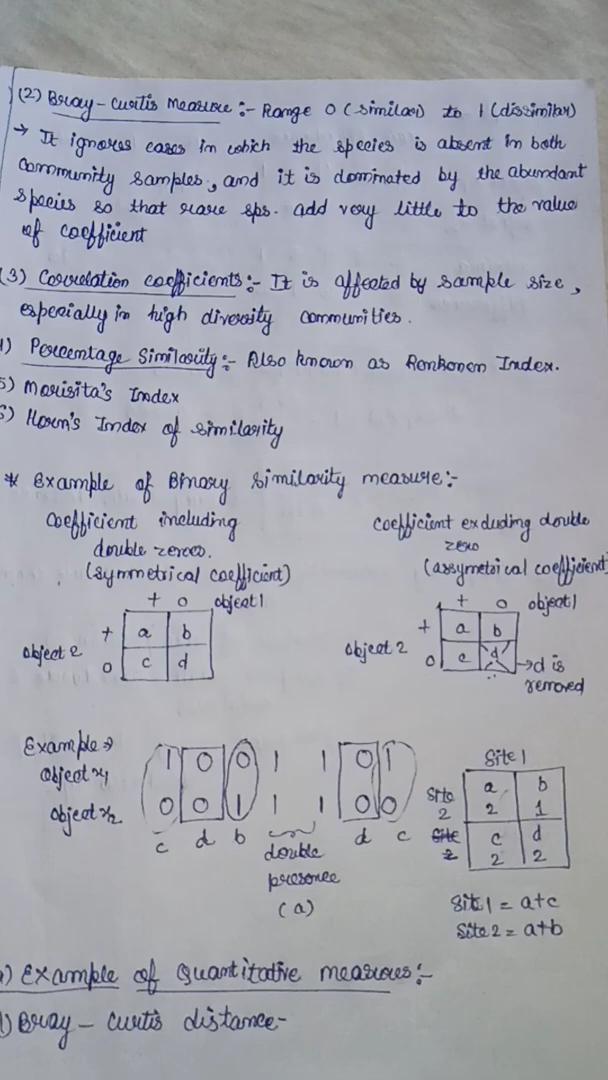 (2) Bray-Curtis Measure :- Range 0 (similar) to 1 (dissimilar)
→ It ignores cases in which the species is absent in both
community samples, and it is dominated by the abundant
species so that rare sps. add very little to the value
of coefficient
(3) Correlation coefficients :- It is affected by sample size,
especially in high diversity communities.
) Percentage Similarity :- Also known as Renkonen Index.
5) Morisita's Index
) Horn's Index of similarity
* Example of Binary similarity measure :-
coefficient including
double zeroes.
(symmetrical coefficient)
+ 0 object 1
object 2 + a b
0 c d
coefficient excluding double
zero
(assymetrical coefficient)
+ 0 object 1
object 2 + a b
0 c d → d is
removed
Example →
object x1 1 0 0 1 1 0 1
object x2 0 0 1 1 1 0 0
c d b double d c
presence
(a)
Site 1
Site 2 a 2 b 1
Site 2 c 2 d 2
Site 1 = a+c
Site 2 = a+b
) Example of Quantitative measures :-
1) Bray-Curtis distance-